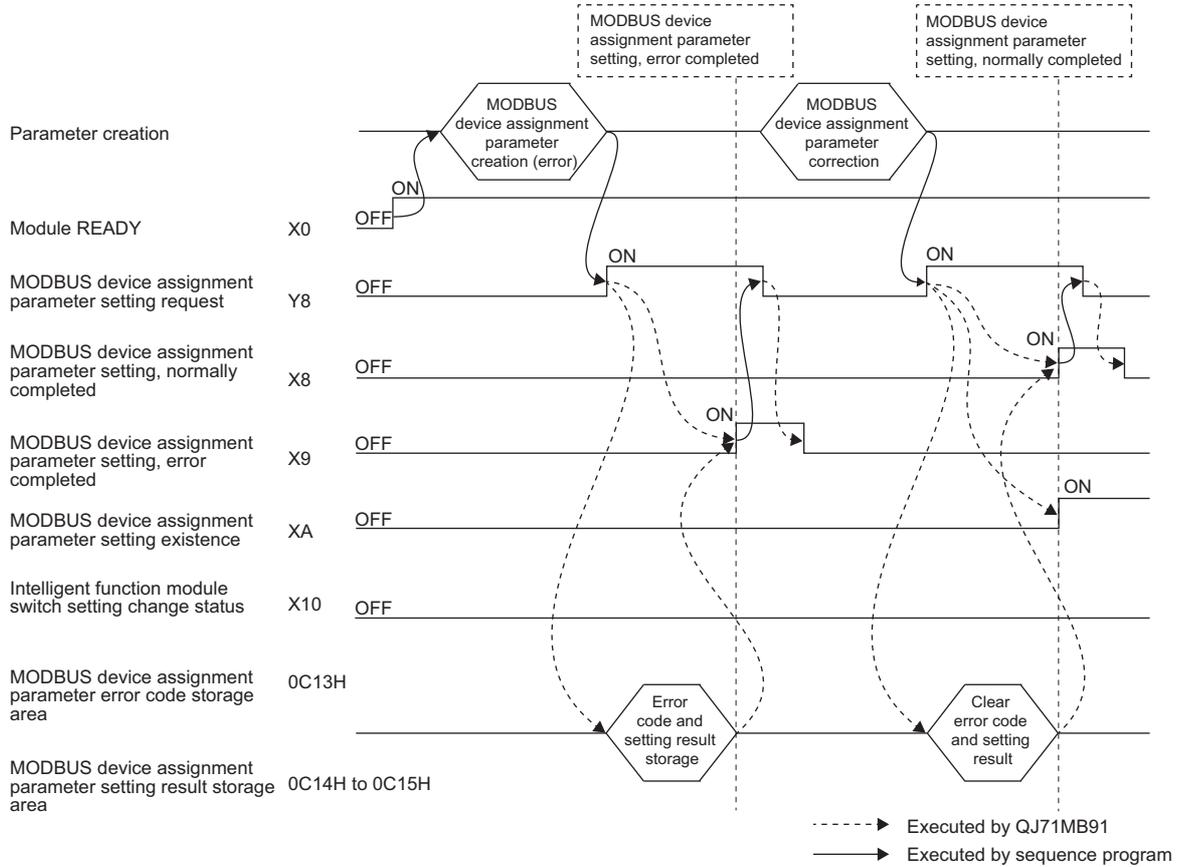 MODBUS device
assignment parameter
setting, error completed
MODBUS device
assignment parameter
setting, normally completed
Parameter creation
MODBUS
device assignment
parameter
creation (error)
MODBUS
device assignment
parameter
correction
ON
Module READY X0 OFF
ON
ON
MODBUS device assignment
parameter setting request Y8 OFF
ON
MODBUS device assignment
parameter setting, normally
completed X8 OFF
ON
MODBUS device assignment
parameter setting, error
completed X9 OFF
ON
MODBUS device assignment
parameter setting existence XA OFF
Intelligent function module
switch setting change status X10 OFF
MODBUS device assignment
parameter error code storage
area 0C13H
Error
code and
setting result
storage
Clear
error code
and setting
result
MODBUS device assignment
parameter setting result storage
area 0C14H to 0C15H
Executed by QJ71MB91
Executed by sequence program